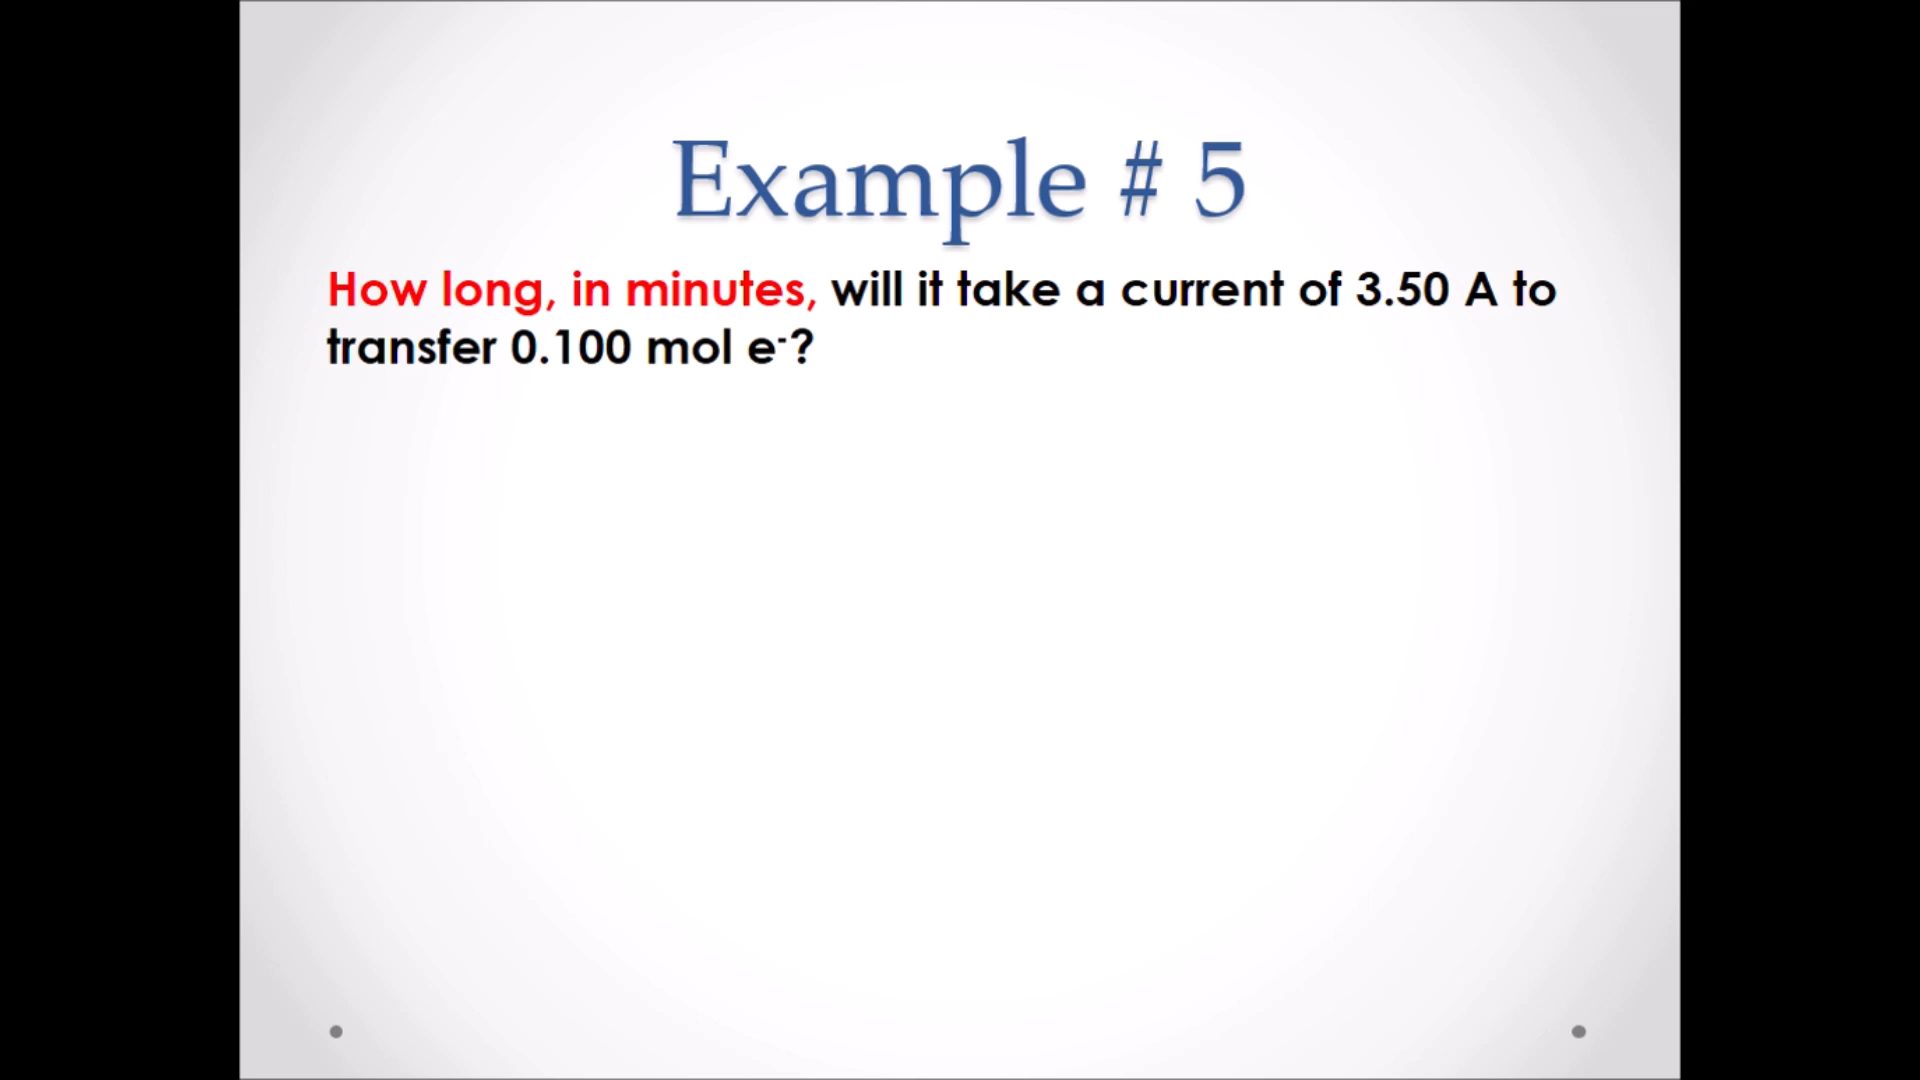 Example # 5
How long, in minutes, will it take a current of 3.50 A to
transfer 0.100 mol e⁻?